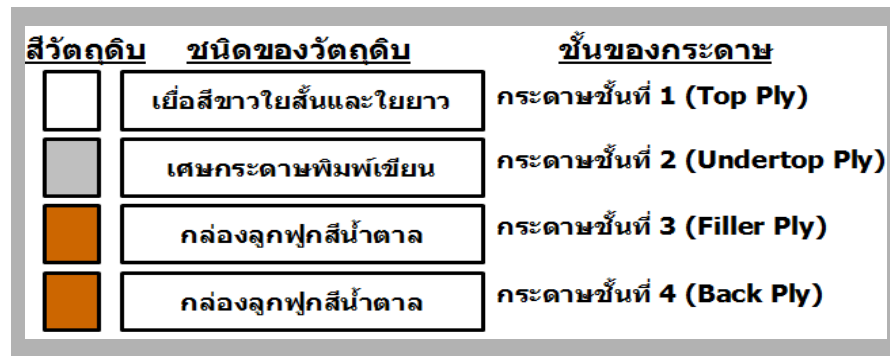 สีวัตถุดิบ ชนิดของวัตถุดิบ ชั้นของกระดาษ
เยื่อสีขาวใยสั้นและใยยาว กระดาษชั้นที่ 1 (Top Ply)
เศษกระดาษพิมพ์เขียน กระดาษชั้นที่ 2 (Undertop Ply)
กล่องลูกฟูกสีน้ำตาล กระดาษชั้นที่ 3 (Filler Ply)
กล่องลูกฟูกสีน้ำตาล กระดาษชั้นที่ 4 (Back Ply)